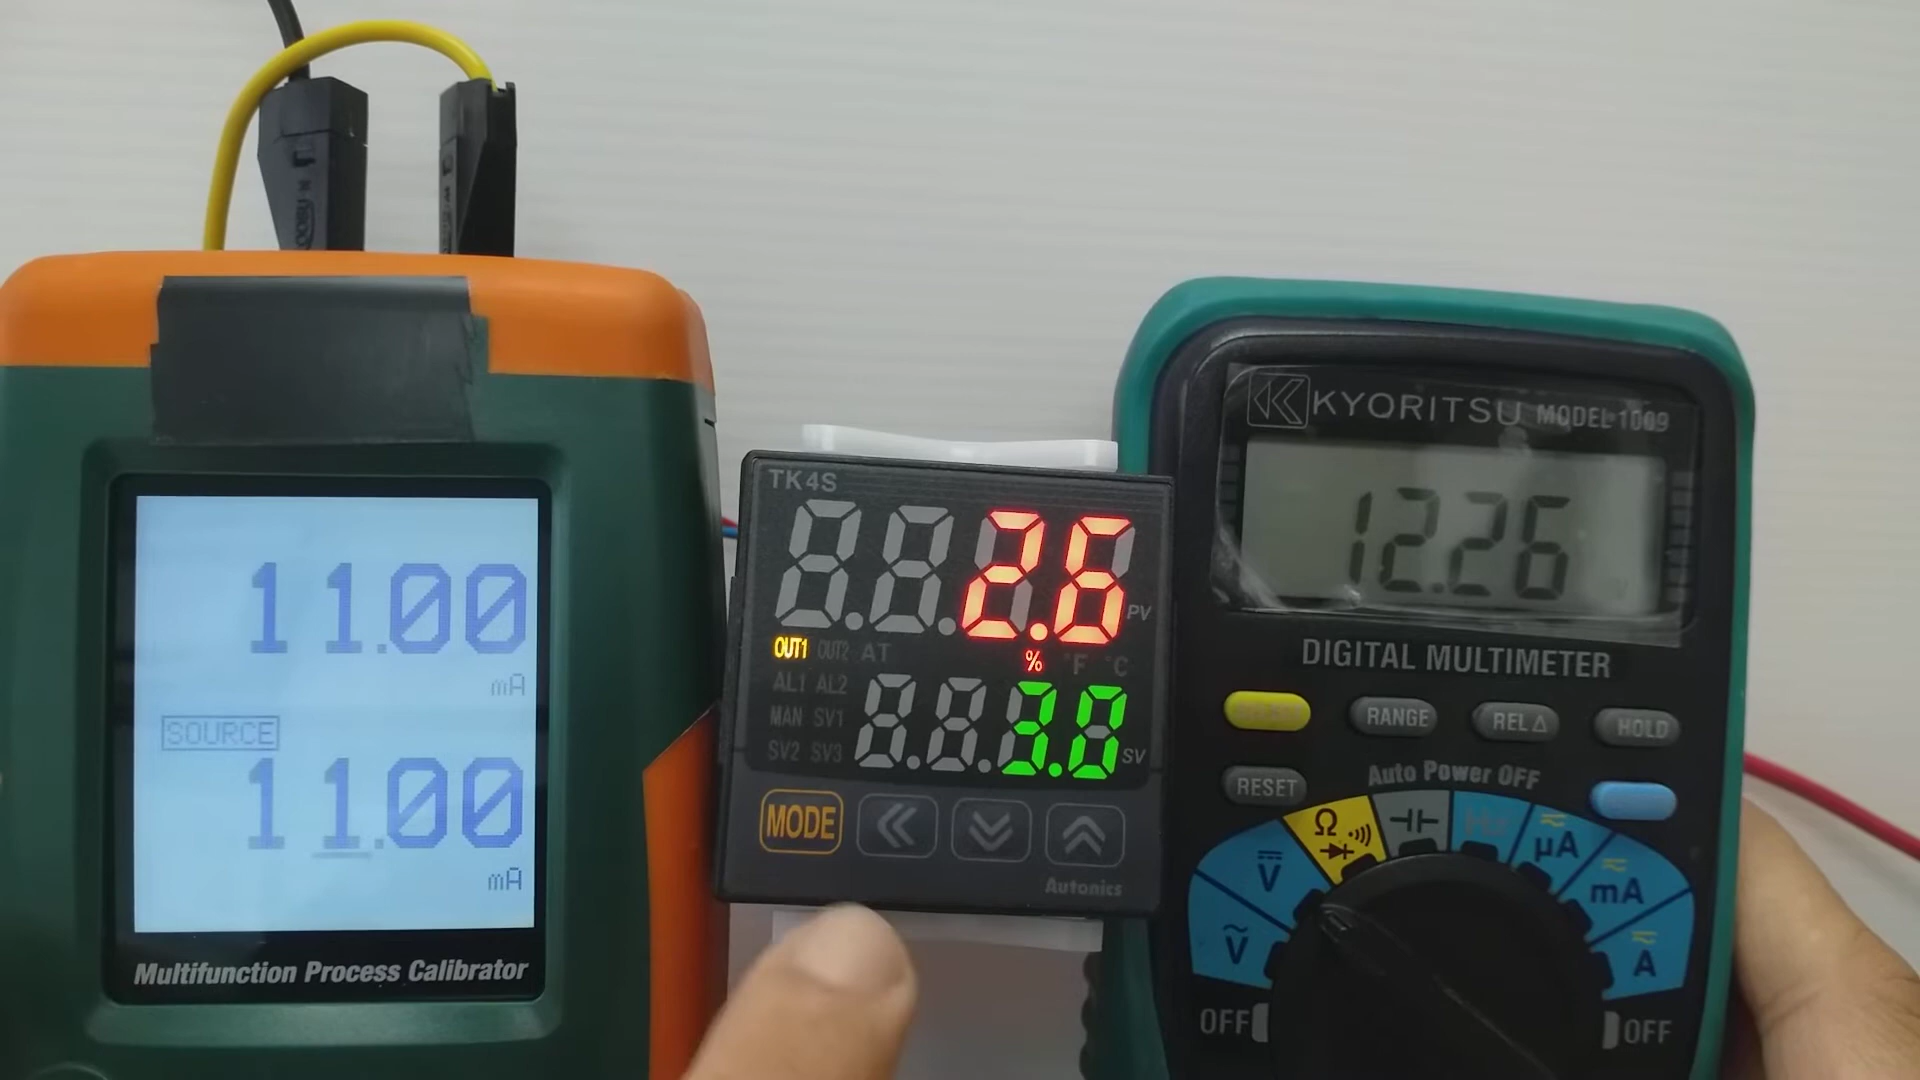 11.00
mA
SOURCE
11.00
mA
Multifunction Process Calibrator
TK4S
2.6
PV
OUT1 OUT2 AT % °F °C
AL1 AL2
MAN SV1
SV2 SV3
3.0
SV
MODE
Autonics
KYORITSU MODEL 1009
12.26
DIGITAL MULTIMETER
RANGE REL△ HOLD
RESET
Auto Power OFF
Ω
Hz
µA
V
mA
V
A
OFF
OFF